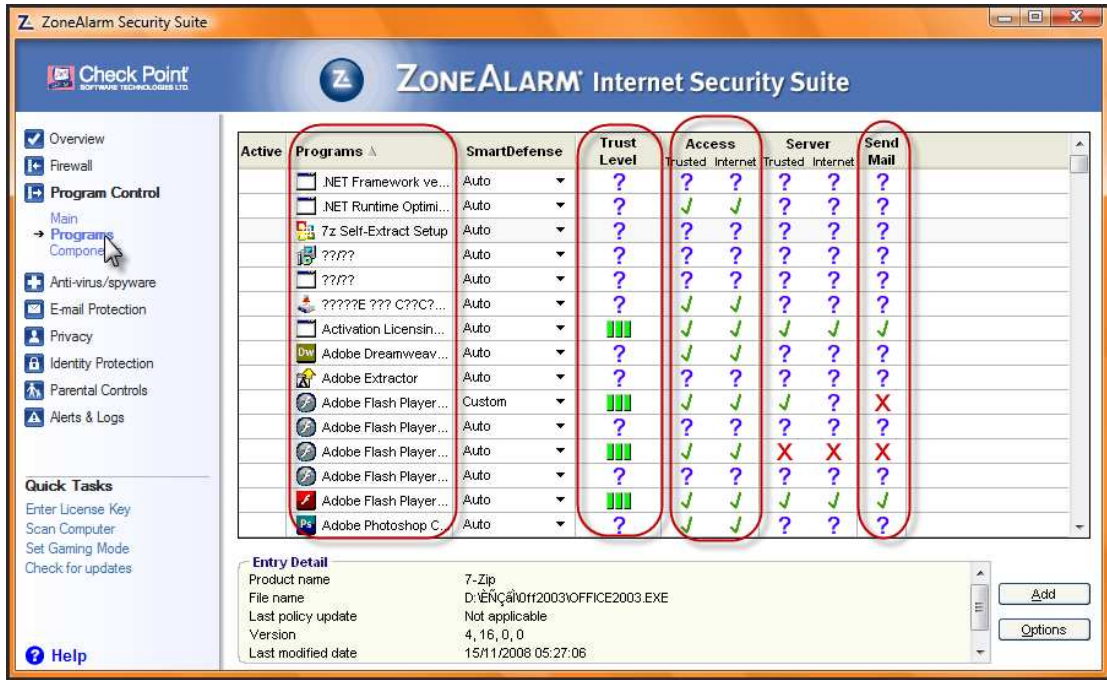 ZoneAlarm Security Suite
Check Point
SOFTWARE TECHNOLOGIES LTD.
ZONEALARM Internet Security Suite
Overview
Firewall
Program Control
Main
Programs
Compone
Anti-virus/spyware
E-mail Protection
Privacy
Identity Protection
Parental Controls
Alerts & Logs
Quick Tasks
Enter License Key
Scan Computer
Set Gaming Mode
Check for updates
Help
Active Programs SmartDefense Trust Level Access Server Send Mail
Trusted Internet Trusted Internet
.NET Framework ve... Auto ? ? ? ? ? ?
.NET Runtime Optimi... Auto ? √ √ ? ? ?
7z Self-Extract Setup Auto ? ? ? ? ? ?
??/?? Auto ? ? ? ? ? ?
??/?? Auto ? ? ? ? ? ?
?????E ??? C??C?... Auto ? √ √ ? ? ?
Activation Licensin... Auto √ √ √ √ √
Adobe Dreamweav... Auto ? √ √ ? ? ?
Adobe Extractor Auto ? ? ? ? ? ?
Adobe Flash Player... Custom √ √ √ ? X
Adobe Flash Player... Auto ? ? ? ? ? ?
Adobe Flash Player... Auto √ √ X X X
Adobe Flash Player... Auto ? ? ? ? ? ?
Adobe Flash Player... Auto √ √ √ √ √
Adobe Photoshop C... Auto ? √ √ ? ? ?
Entry Detail
Product name 7-Zip
File name D:\ÈÑÇãÌ\Off2003\OFFICE2003.EXE
Last policy update Not applicable
Version 4, 16, 0, 0
Last modified date 15/11/2008 05:27:06
Add
Options